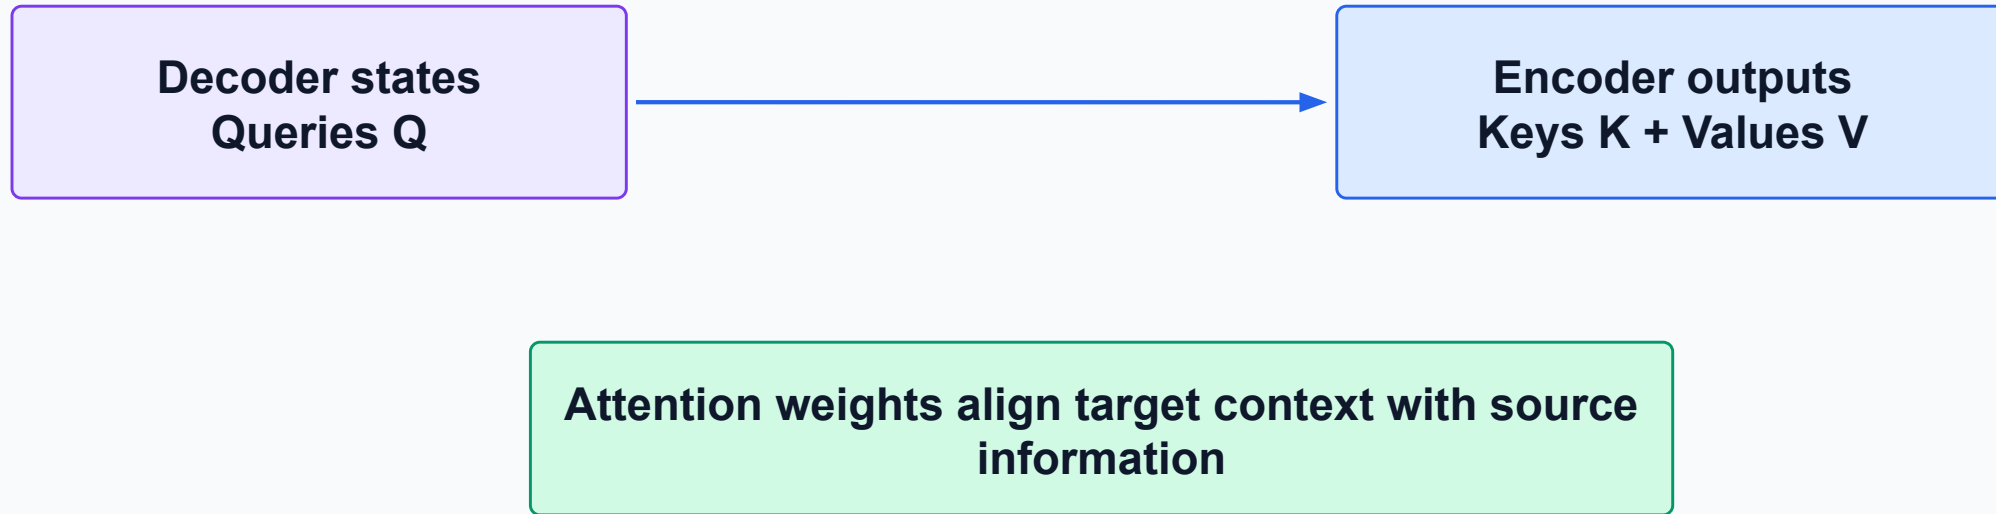 Decoder states
Queries Q
Encoder outputs
Keys K + Values V
Attention weights align target context with source
information